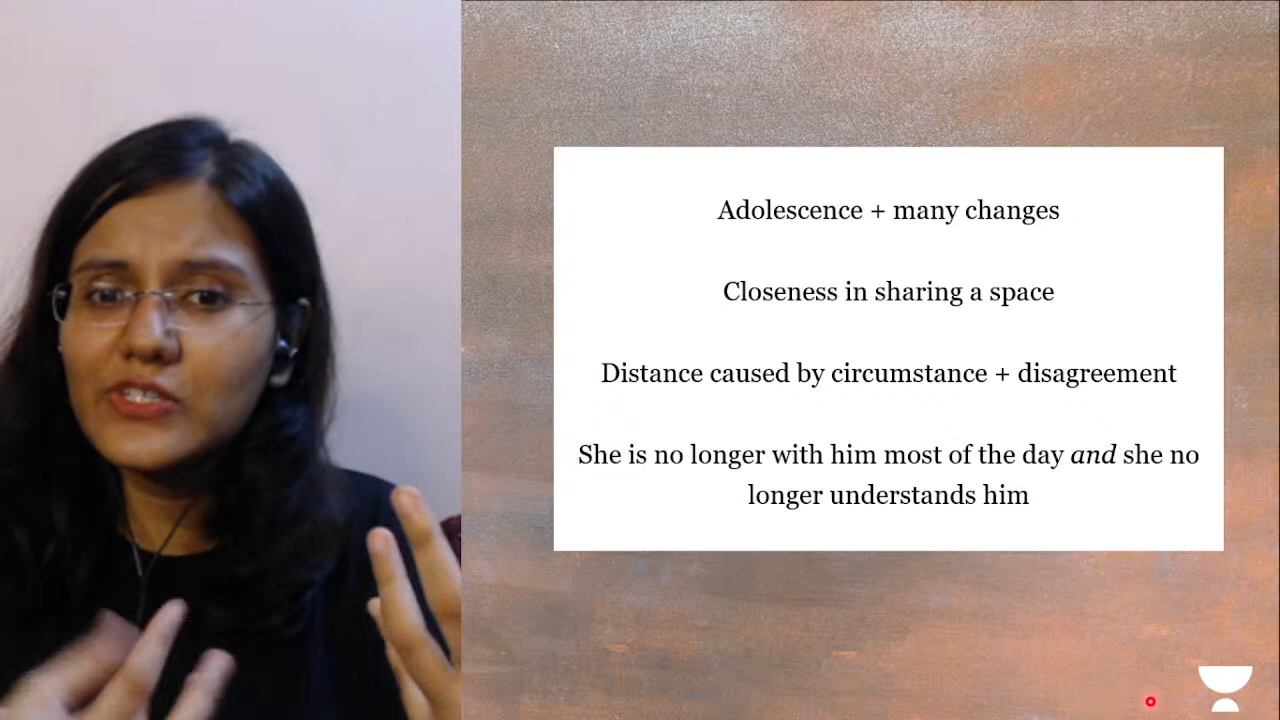 Adolescence + many changes
Closeness in sharing a space
Distance caused by circumstance + disagreement
She is no longer with him most of the day and she no
longer understands him